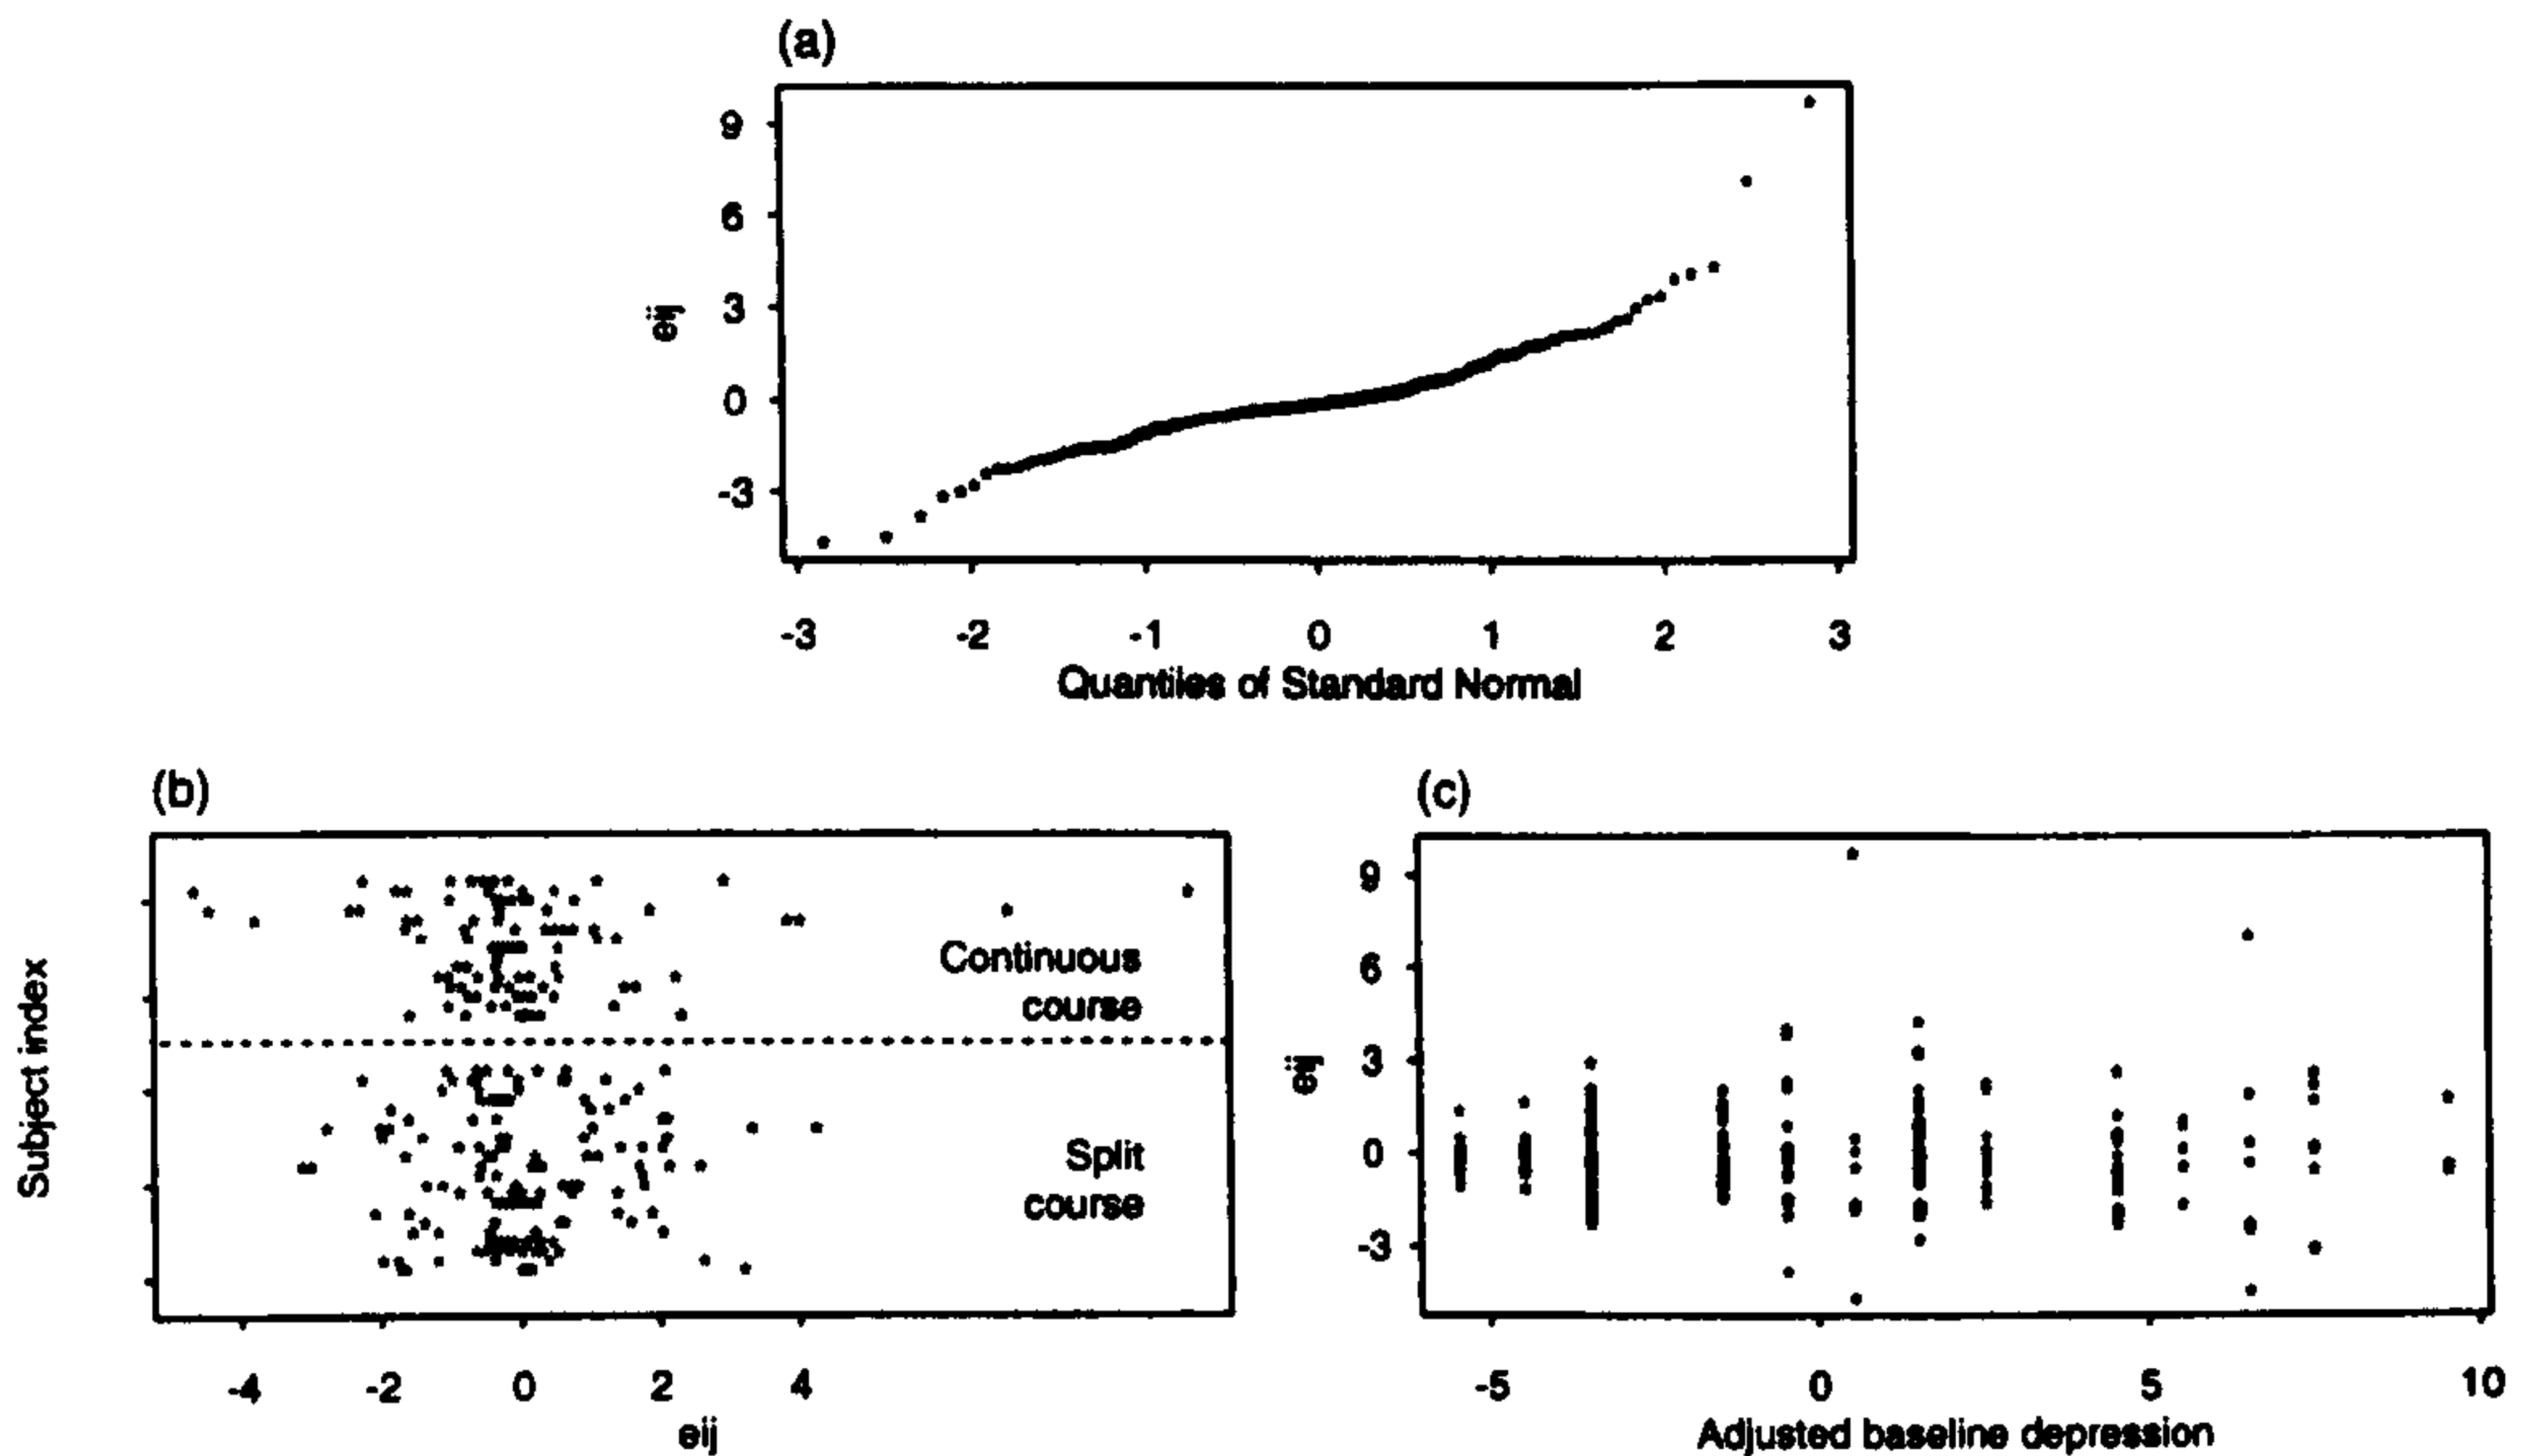 (a)
9
6
3
0
-3
eij
-3 -2 -1 0 1 2 3
Quantiles of Standard Normal
(b)
Subject index
Continuous
course
Split
course
-4 -2 0 2 4
eij
(c)
9
6
3
0
-3
eij
-5 0 5 10
Adjusted baseline depression